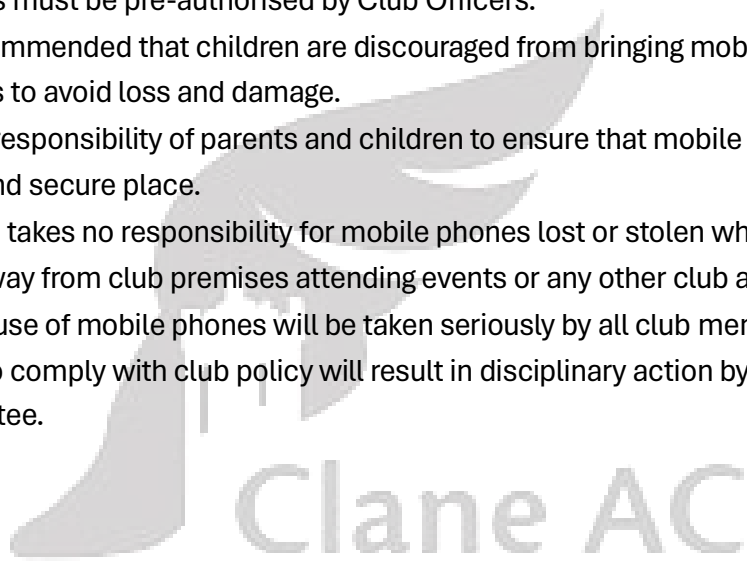 s must be pre-authorised by Club Officers.
ommended that children are discouraged from bringing mob
s to avoid loss and damage.
responsibility of parents and children to ensure that mobile
nd secure place.
takes no responsibility for mobile phones lost or stolen wh
way from club premises attending events or any other club a
use of mobile phones will be taken seriously by all club mer
o comply with club policy will result in disciplinary action by
tee.
Clane AC